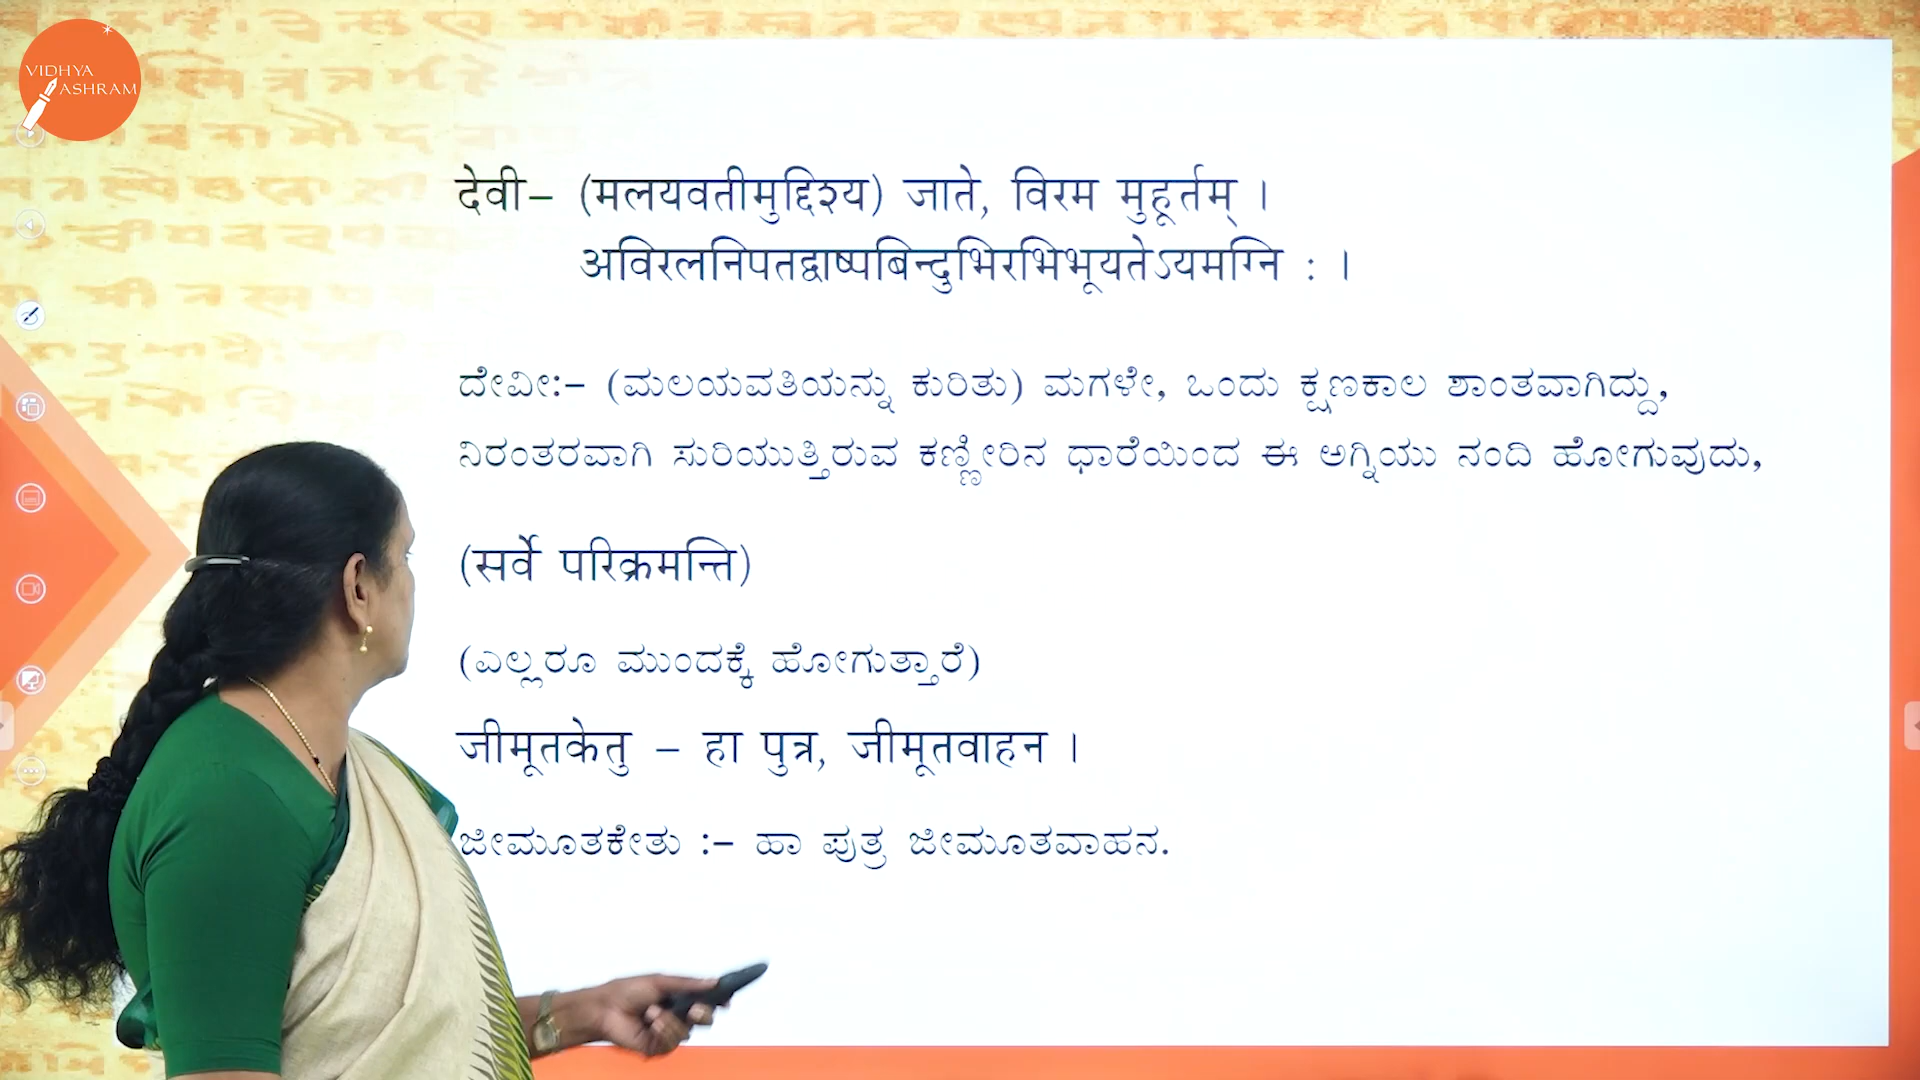 VIDHYA
ASHRAM
देवी– (मलयवतीमुद्दिश्य) जाते, विरम मुहूर्तम् ।
अविरलनिपतद्वाष्पबिन्दुभिरभिभूयतेऽयमग्नि : ।
ದೇವೀ:– (ಮಲಯವತಿಯನ್ನು ಕುರಿತು) ಮಗಳೇ, ಒಂದು ಕ್ಷಣಕಾಲ ಶಾಂತವಾಗಿದ್ದು,
ನಿರಂತರವಾಗಿ ಸುರಿಯುತ್ತಿರುವ ಕಣ್ಣೀರಿನ ಧಾರೆಯಿಂದ ಈ ಅಗ್ನಿಯು ನಂದಿ ಹೋಗುವುದು,
(सर्वे परिक्रमन्ति)
(ಎಲ್ಲರೂ ಮುಂದಕ್ಕೆ ಹೋಗುತ್ತಾರೆ)
जीमूतकेतु – हा पुत्र, जीमूतवाहन ।
ಜೀಮೂತಕೇತು :– ಹಾ ಪುತ್ರ ಜೀಮೂತವಾಹನ.